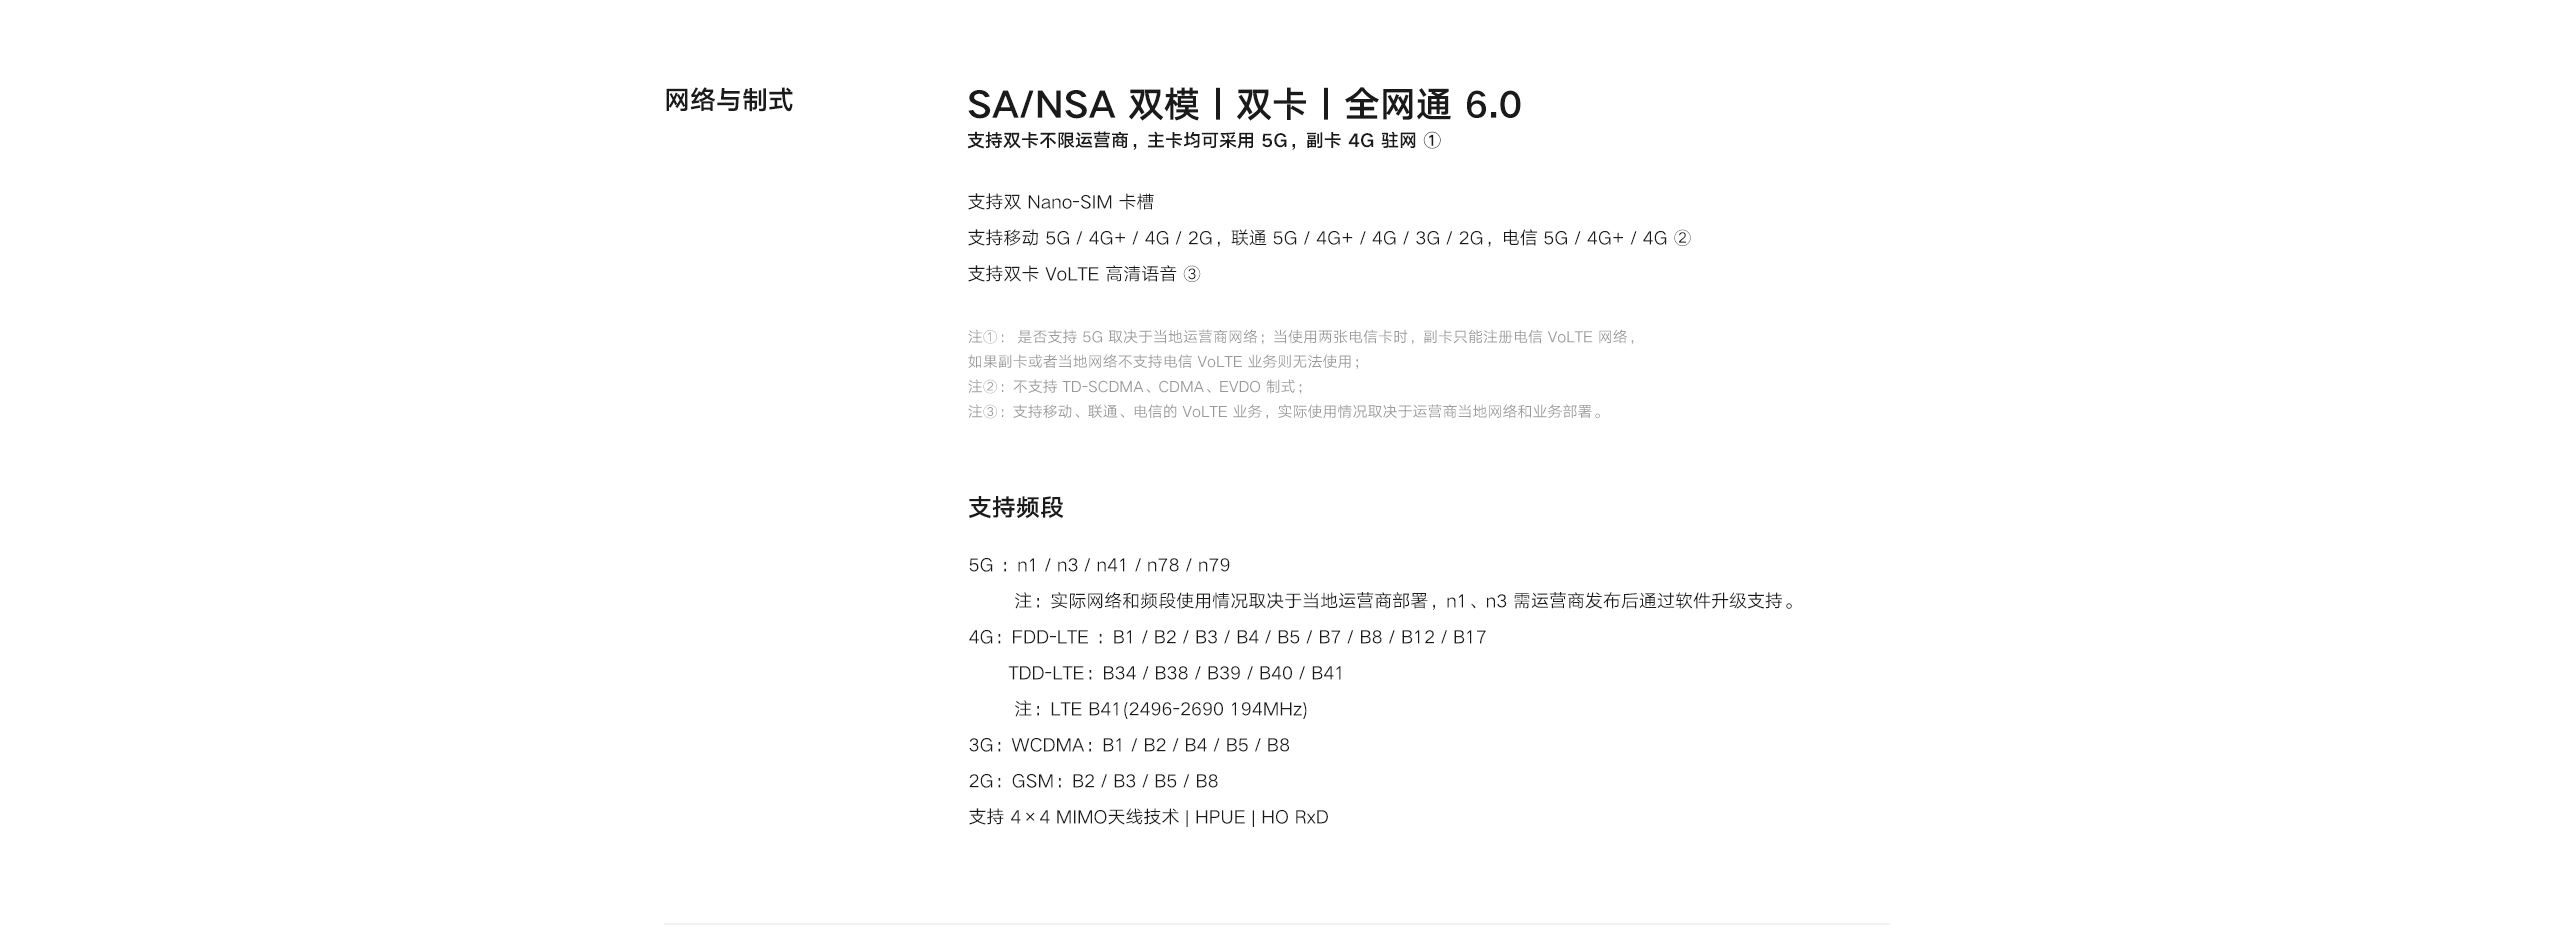 网络与制式
SA/NSA 双模丨双卡丨全网通 6.0
支持双卡不限运营商，主卡均可采用 5G，副卡 4G 驻网 ①
支持双 Nano-SIM 卡槽
支持移动 5G / 4G+ / 4G / 2G，联通 5G / 4G+ / 4G / 3G / 2G，电信 5G / 4G+ / 4G ②
支持双卡 VoLTE 高清语音 ③
注①： 是否支持 5G 取决于当地运营商网络；当使用两张电信卡时，副卡只能注册电信 VoLTE 网络，
如果副卡或者当地网络不支持电信 VoLTE 业务则无法使用；
注②：不支持 TD-SCDMA、CDMA、EVDO 制式；
注③：支持移动、联通、电信的 VoLTE 业务，实际使用情况取决于运营商当地网络和业务部署。
支持频段
5G ：n1 / n3 / n41 / n78 / n79
注：实际网络和频段使用情况取决于当地运营商部署，n1、n3 需运营商发布后通过软件升级支持。
4G：FDD-LTE ：B1 / B2 / B3 / B4 / B5 / B7 / B8 / B12 / B17
TDD-LTE：B34 / B38 / B39 / B40 / B41
注：LTE B41(2496-2690 194MHz)
3G：WCDMA：B1 / B2 / B4 / B5 / B8
2G：GSM：B2 / B3 / B5 / B8
支持 4×4 MIMO天线技术 | HPUE | HO RxD